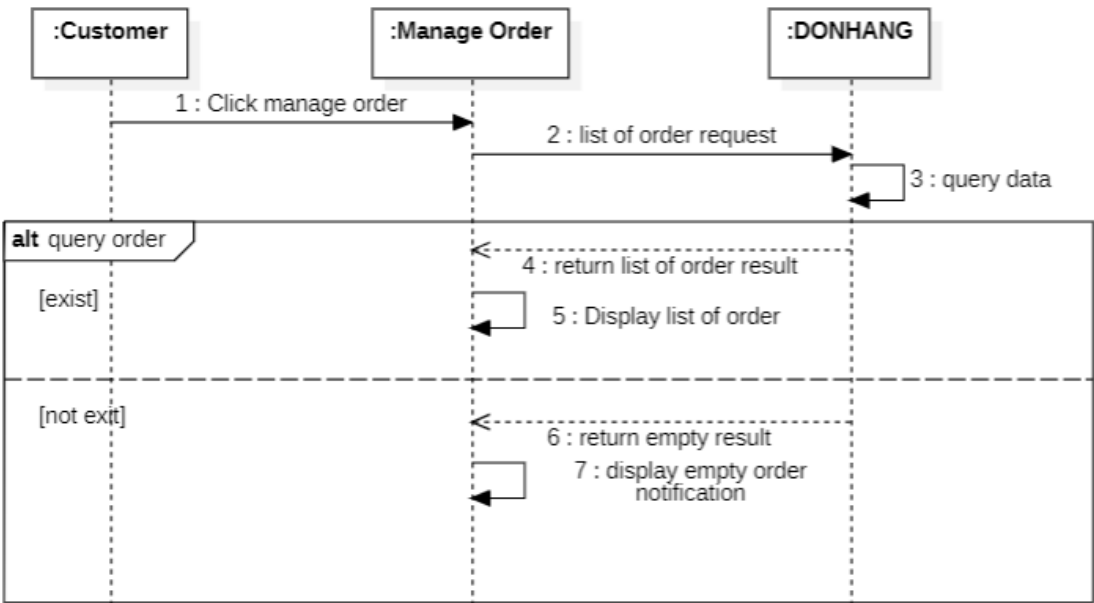 :Customer
:Manage Order
:DONHANG
1 : Click manage order
2 : list of order request
3 : query data
alt query order
4 : return list of order result
[exist]
5 : Display list of order
[not exit]
6 : return empty result
7 : display empty order
notification